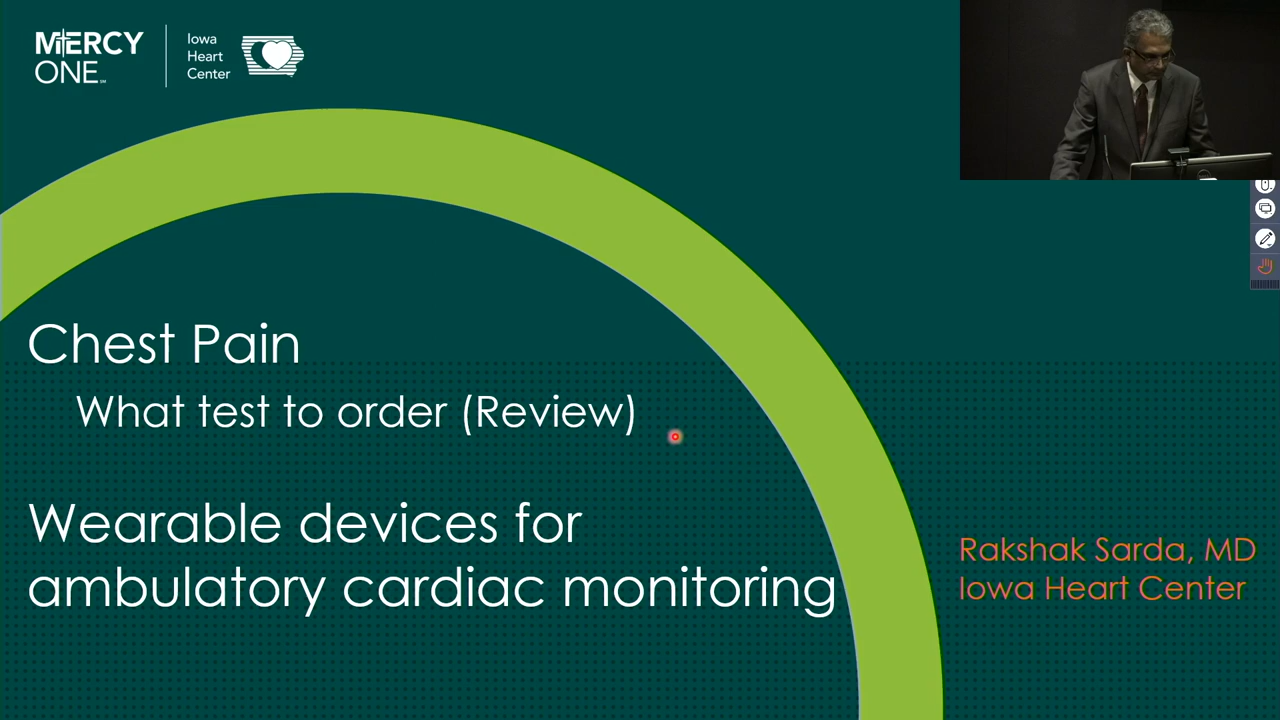 MERCY
ONE
Iowa
Heart
Center
Chest Pain
What test to order (Review)
Wearable devices for
ambulatory cardiac monitoring
Rakshak Sarda, MD
Iowa Heart Center